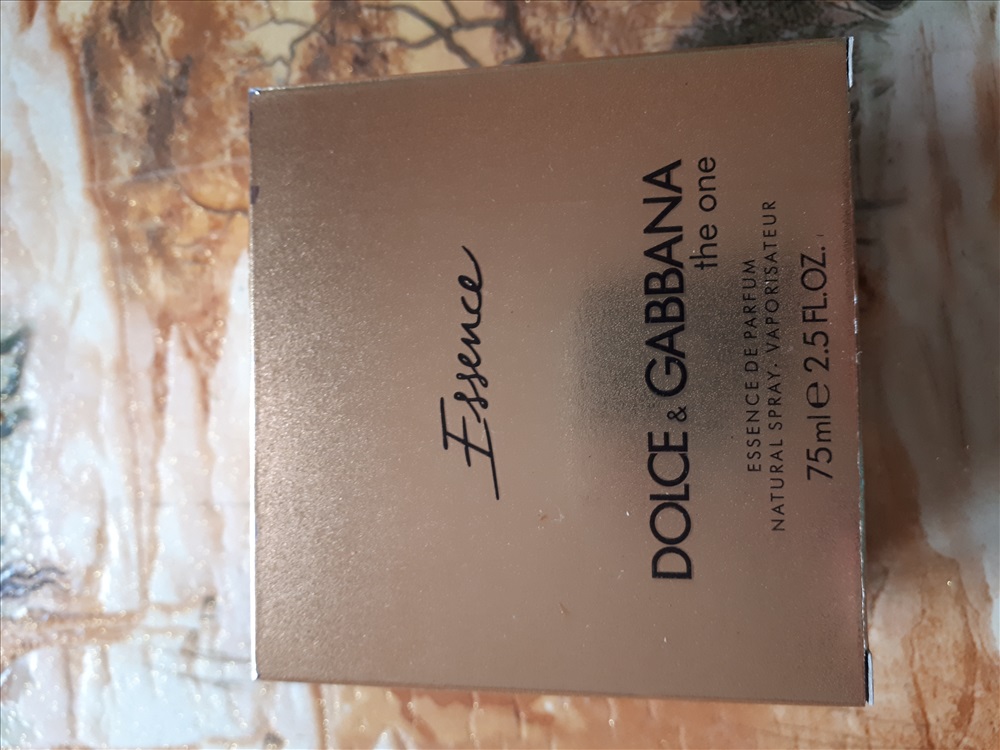 Essence
DOLCE & GABBANA
the one
ESSENCE DE PARFUM
NATURAL SPRAY. VAPORISATEUR
75ml ℮ 2.5 FL.OZ.